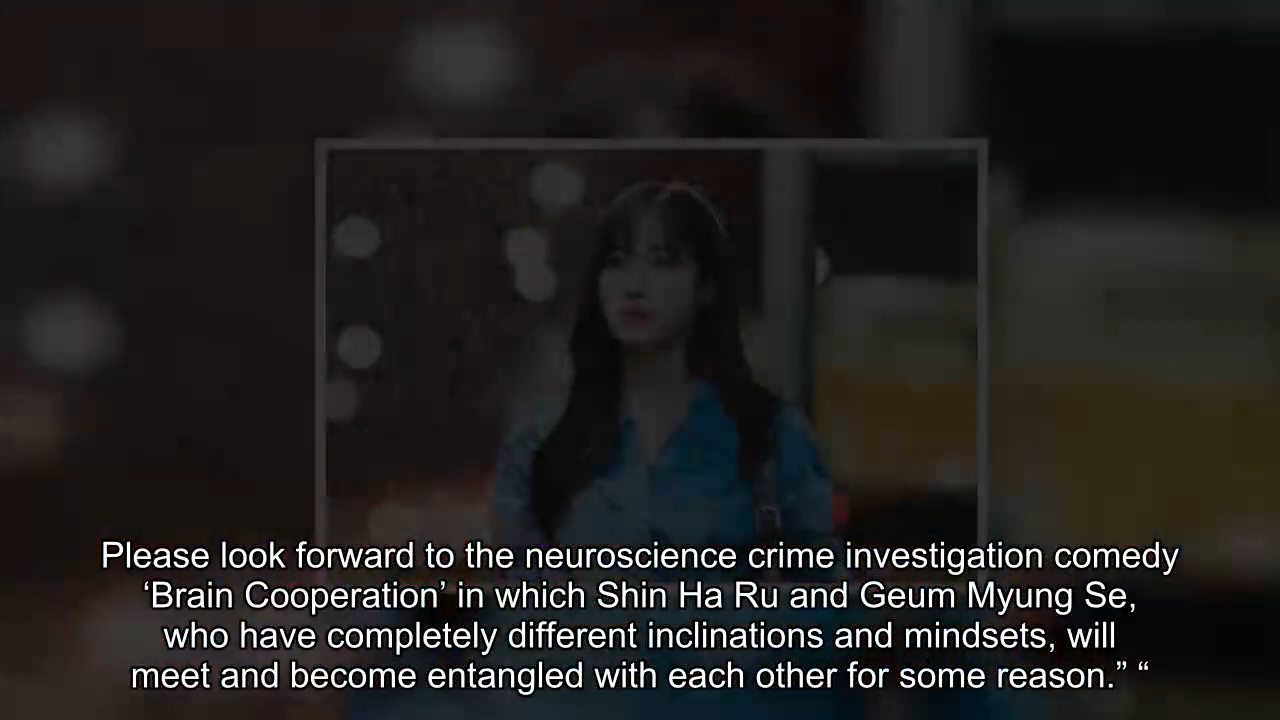 Please look forward to the neuroscience crime investigation comedy
‘Brain Cooperation’ in which Shin Ha Ru and Geum Myung Se,
who have completely different inclinations and mindsets, will
meet and become entangled with each other for some reason.” “